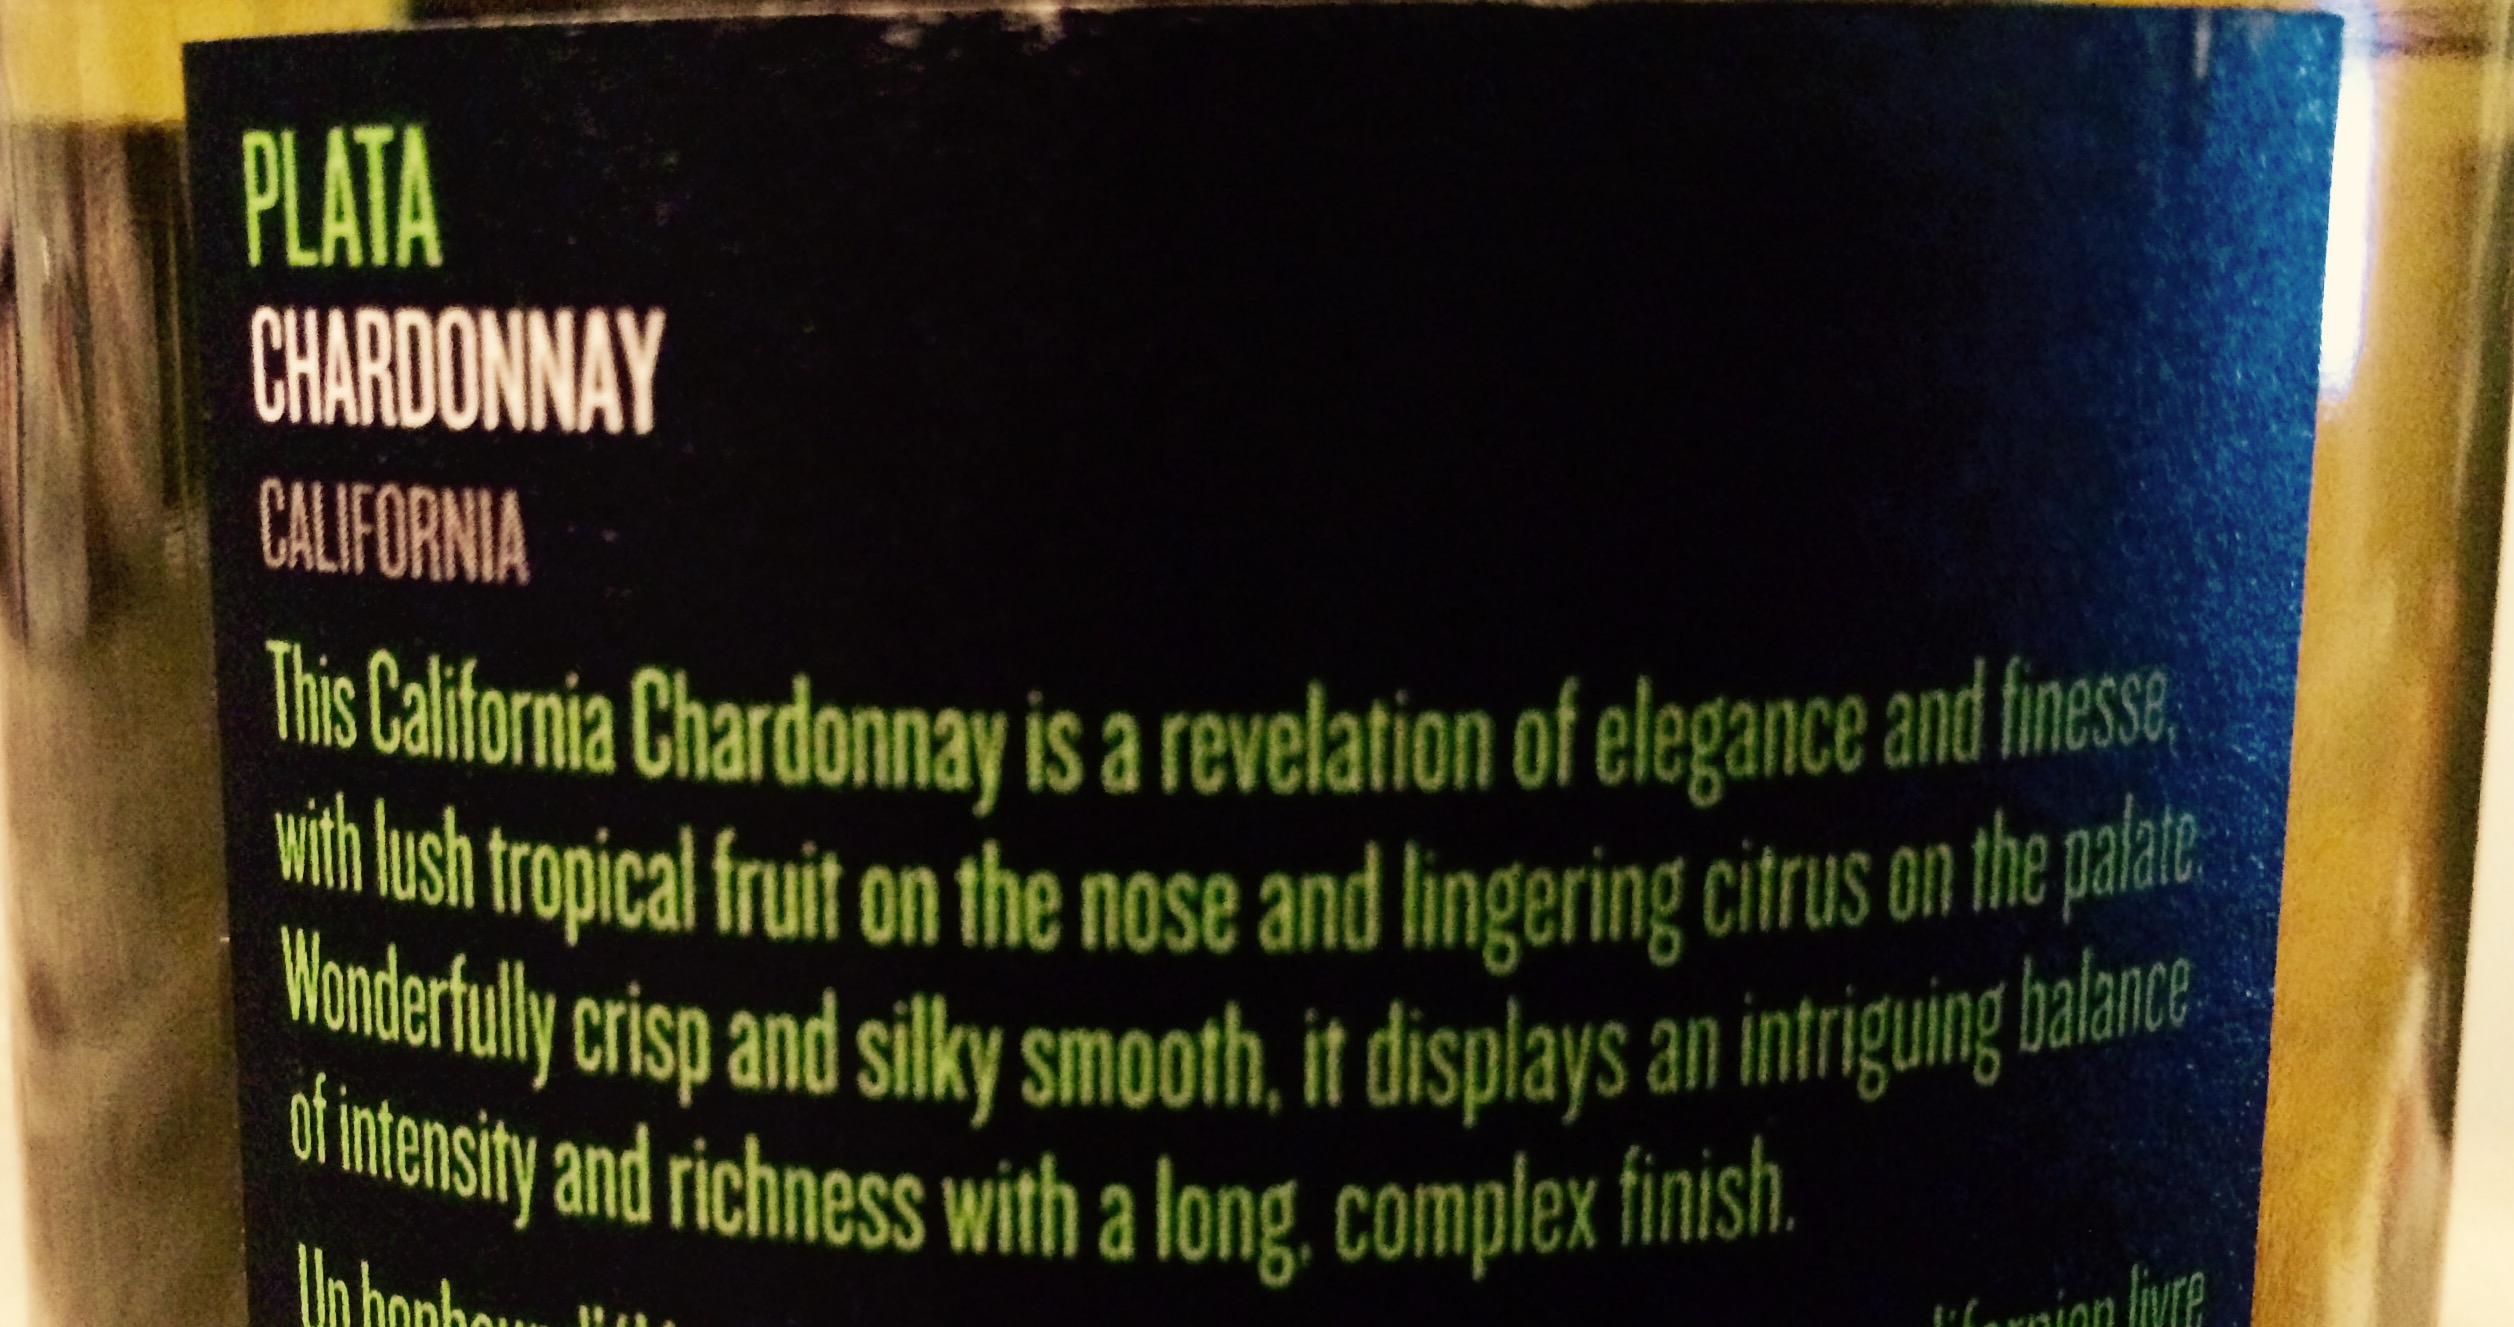 PLATA
CHARDONNAY
CALIFORNIA
This California Chardonnay is a revelation of elegance and finesse,
with lush tropical fruit on the nose and lingering citrus on the palate.
Wonderfully crisp and silky smooth, it displays an intriguing balance
of intensity and richness with a long, complex finish.
Un livre